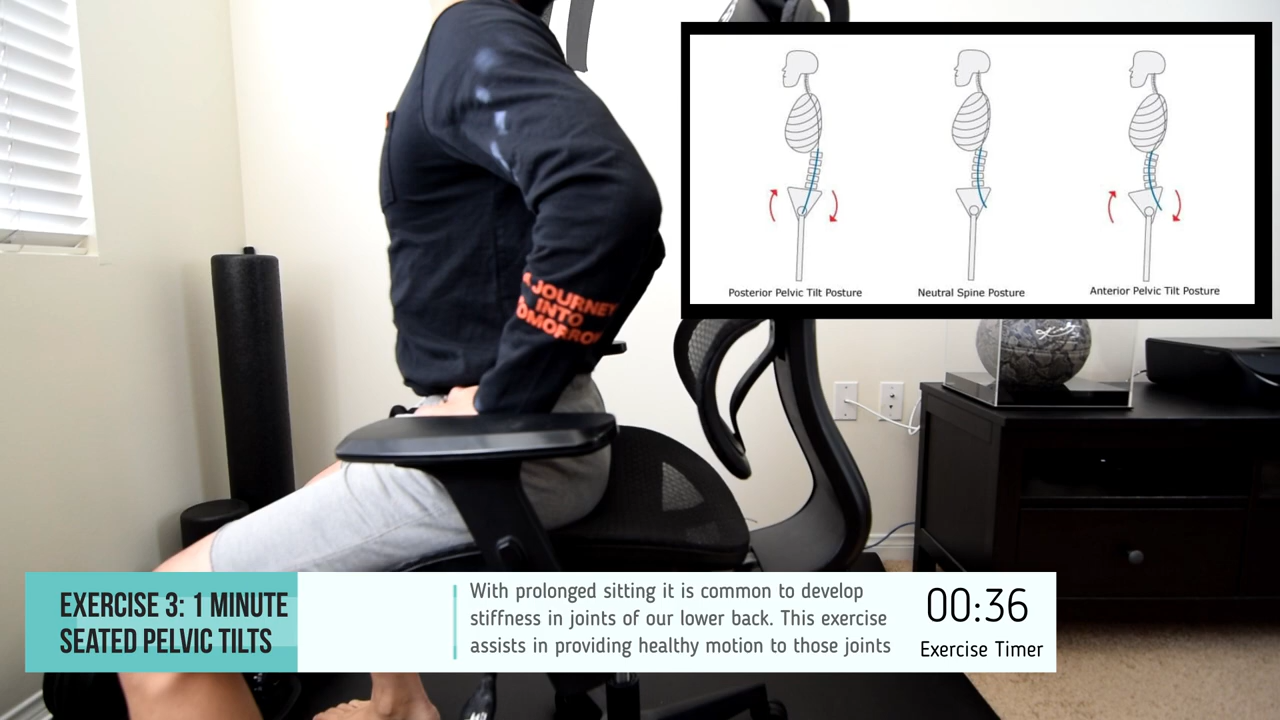 Posterior Pelvic Tilt Posture
Neutral Spine Posture
Anterior Pelvic Tilt Posture
JOURNEY
INTO
EXERCISE 3: 1 MINUTE
SEATED PELVIC TILTS
With prolonged sitting it is common to develop
stiffness in joints of our lower back. This exercise
assists in providing healthy motion to those joints
00:36
Exercise Timer